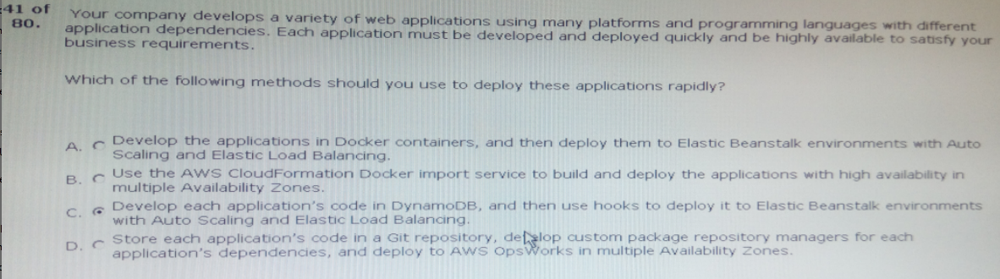 41 of
80.
Your company develops a variety of web applications using many platforms and programming languages with different
application dependencies. Each application must be developed and deployed quickly and be highly available to satisfy your
business requirements.
Which of the following methods should you use to deploy these applications rapidly?
A. Develop the applications in Docker containers, and then deploy them to Elastic Beanstalk environments with Auto
Scaling and Elastic Load Balancing.
B. Use the AWS CloudFormation Docker import service to build and deploy the applications with high availability in
multiple Availability Zones.
C. Develop each application's code in DynamoDB, and then use hooks to deploy it to Elastic Beanstalk environments
with Auto Scaling and Elastic Load Balancing.
D. Store each application's code in a Git repository, develop custom package repository managers for each
application's dependencies, and deploy to AWS OpsWorks in multiple Availability Zones.